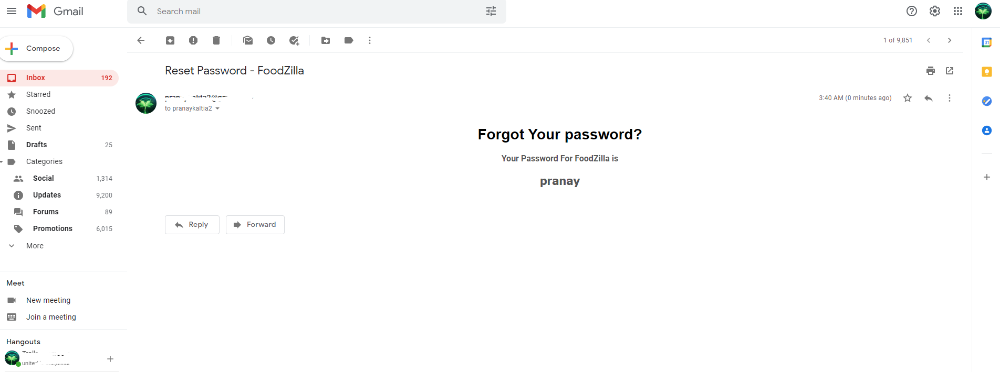 Gmail
Search mail
1 of 9,851
Compose
Inbox 192
Starred
Snoozed
Sent
Drafts 25
Categories
Social 1,314
Updates 9,200
Forums 89
Promotions 6,015
More
Meet
New meeting
Join a meeting
Hangouts
Reset Password - FoodZilla
3:40 AM (0 minutes ago)
to pranaykaltia2
Forgot Your password?
Your Password For FoodZilla is
pranay
Reply Forward
31